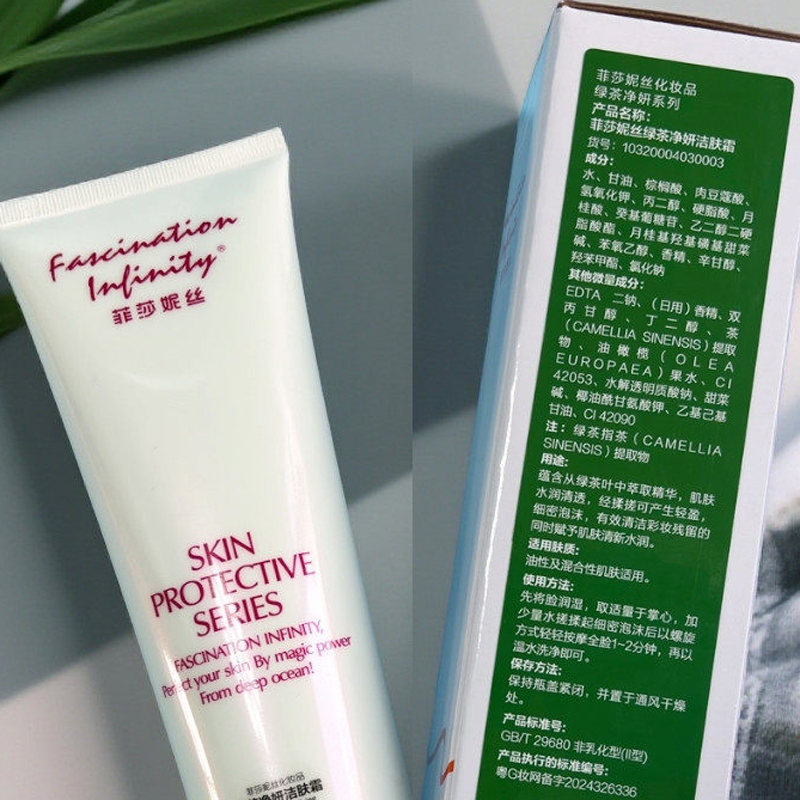 Fascination
Infinity®
菲莎妮丝
SKIN
PROTECTIVE
SERIES
FASCINATION INFINITY,
Perfect your skin By magic power
From deep ocean!
菲莎妮丝化妆品
净妍洁肤霜
菲莎妮丝化妆品
绿茶净妍系列
产品名称:
菲莎妮丝绿茶净妍洁肤霜
货号: 10320004030003
成分:
水、甘油、棕榈酸、肉豆蔻酸、
氢氧化钾、丙二醇、硬脂酸、月
桂酸、癸基葡糖苷、乙二醇二硬
脂酸酯、月桂基羟基磺基甜菜
碱、苯氧乙醇、香精、辛甘醇、
羟苯甲酯、氯化钠
其他微量成分:
EDTA 二钠、(日用)香精、双
丙甘醇、丁二醇、茶
(CAMELLIA SINENSIS)提取
物、油橄榄(OLEA
EUROPAEA)果水、CI
42053、水解透明质酸钠、甜菜
碱、椰油酰甘氨酸钾、乙基己基
甘油、CI 42090
注:绿茶指茶(CAMELLIA
SINENSIS)提取物
用途:
蕴含从绿茶叶中萃取精华,肌肤
水润清透,经揉搓可产生轻盈,
细密泡沫,有效清洁彩妆残留的
同时赋予肌肤清新水润。
适用肤质:
油性及混合性肌肤适用。
使用方法:
先将脸润湿,取适量于掌心,加
少量水搓揉起细密泡沫后以螺旋
方式轻轻按摩全脸1~2分钟,再以
温水洗净即可。
保存方法:
保持瓶盖紧闭,并置于通风干燥
处。
产品标准号:
GB/T 29680 非乳化型(II型)
产品执行的标准编号:
粤G妆网备字2024326336